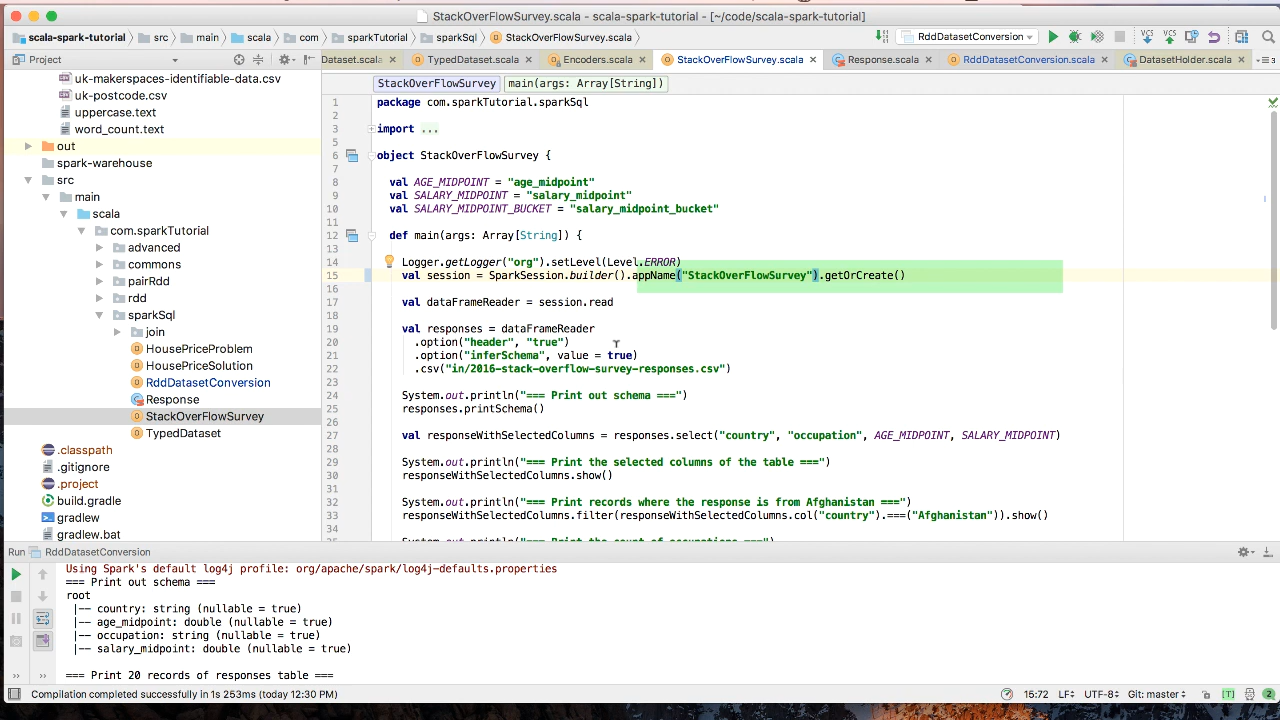 StackOverFlowSurvey.scala - scala-spark-tutorial - [~/code/scala-spark-tutorial]
scala-spark-tutorial src main scala com sparkTutorial sparkSql StackOverFlowSurvey.scala RddDatasetConversion
Project
Dataset.scala TypedDataset.scala Encoders.scala StackOverFlowSurvey.scala Response.scala RddDatasetConversion.scala DatasetHolder.scala
uk-makerspaces-identifiable-data.csv
uk-postcode.csv
uppercase.text
word_count.text
out
spark-warehouse
src
main
scala
com.sparkTutorial
advanced
commons
pairRdd
rdd
sparkSql
join
HousePriceProblem
HousePriceSolution
RddDatasetConversion
Response
StackOverFlowSurvey
TypedDataset
.classpath
.gitignore
.project
build.gradle
gradlew
gradlew.bat
StackOverFlowSurvey main(args: Array[String])
1 package com.sparkTutorial.sparkSql
2
3 import ...
5
6 object StackOverFlowSurvey {
7
8 val AGE_MIDPOINT = "age_midpoint"
9 val SALARY_MIDPOINT = "salary_midpoint"
10 val SALARY_MIDPOINT_BUCKET = "salary_midpoint_bucket"
11
12 def main(args: Array[String]) {
13
14 Logger.getLogger("org").setLevel(Level.ERROR)
15 val session = SparkSession.builder().appName("StackOverFlowSurvey").getOrCreate()
16
17 val dataFrameReader = session.read
18
19 val responses = dataFrameReader
20 .option("header", "true")
21 .option("inferSchema", value = true)
22 .csv("in/2016-stack-overflow-survey-responses.csv")
23
24 System.out.println("=== Print out schema ===")
25 responses.printSchema()
26
27 val responseWithSelectedColumns = responses.select("country", "occupation", AGE_MIDPOINT, SALARY_MIDPOINT)
28
29 System.out.println("=== Print the selected columns of the table ===")
30 responseWithSelectedColumns.show()
31
32 System.out.println("=== Print records where the response is from Afghanistan ===")
33 responseWithSelectedColumns.filter(responseWithSelectedColumns.col("country").===("Afghanistan")).show()
34
System.out.println("=== Print the count of occupations ===")
Run RddDatasetConversion
Using Spark's default log4j profile: org/apache/spark/log4j-defaults.properties
=== Print out schema ===
root
|-- country: string (nullable = true)
|-- age_midpoint: double (nullable = true)
|-- occupation: string (nullable = true)
|-- salary_midpoint: double (nullable = true)
=== Print 20 records of responses table ===
Compilation completed successfully in 1s 253ms (today 12:30 PM) 15:72 LF UTF-8 Git: master 2